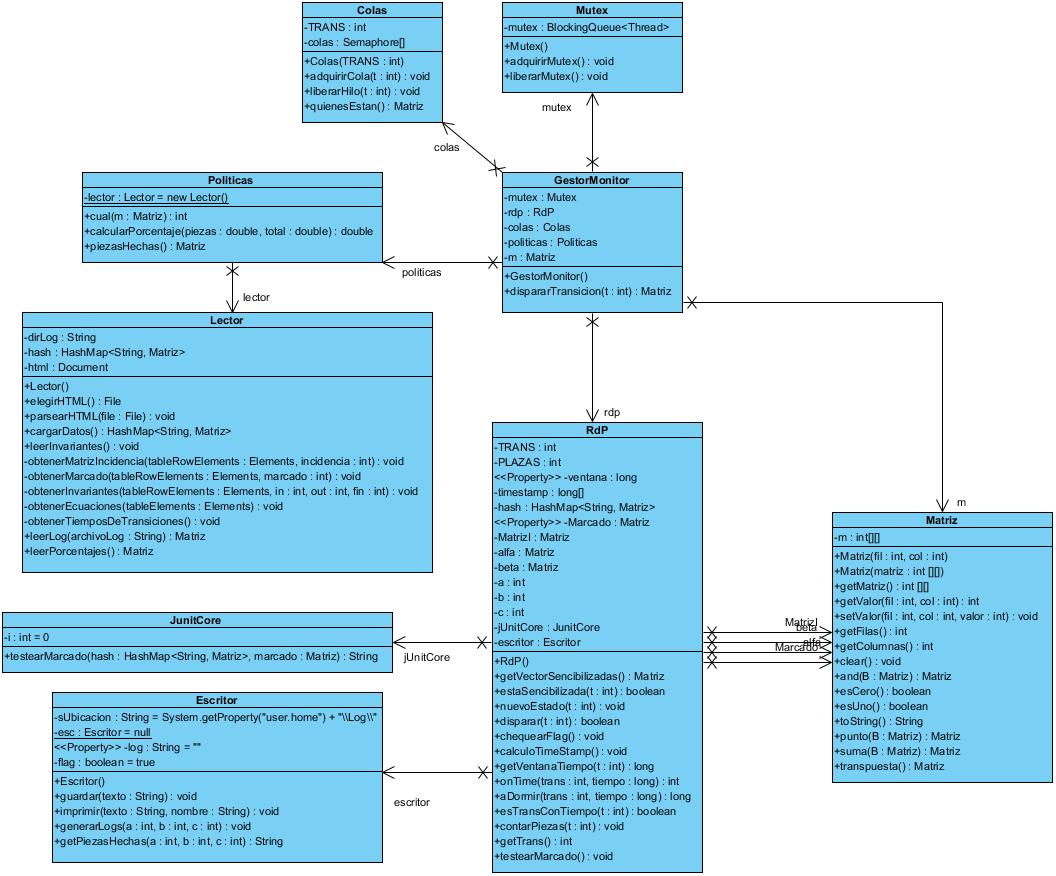 Colas
-TRANS : int
-colas : Semaphore[]
+Colas(TRANS : int)
+adquirirCola(t : int) : void
+liberarHilo(t : int) : void
+quienesEstan() : Matriz
Mutex
-mutex : BlockingQueue<Thread>
+Mutex()
+adquirirMutex() : void
+liberarMutex() : void
mutex
colas
Politicas
-lector : Lector = new Lector()
+cual(m : Matriz) : int
+calcularPorcentaje(piezas : double, total : double) : double
+piezasHechas() : Matriz
GestorMonitor
-mutex : Mutex
-rdp : RdP
-colas : Colas
-politicas : Politicas
-m : Matriz
+GestorMonitor()
+dispararTransicion(t : int) : Matriz
politicas
lector
Lector
-dirLog : String
-hash : HashMap<String, Matriz>
-html : Document
+Lector()
+elegirHTML() : File
+parsearHTML(file : File) : void
+cargarDatos() : HashMap<String, Matriz>
+leerInvariantes() : void
-obtenerMatrizIncidencia(tableRowElements : Elements, incidencia : int) : void
-obtenerMarcado(tableRowElements : Elements, marcado : int) : void
-obtenerInvariantes(tableRowElements : Elements, in : int, out : int, fin : int) : void
-obtenerEcuaciones(tableElements : Elements) : void
-obtenerTiemposDeTransiciones() : void
+leerLog(archivoLog : String) : Matriz
+leerPorcentajes() : Matriz
rdp
RdP
-TRANS : int
-PLAZAS : int
<<Property>> -ventana : long
-timestamp : long[]
-hash : HashMap<String, Matriz>
<<Property>> -Marcado : Matriz
-MatrizI : Matriz
-alfa : Matriz
-beta : Matriz
-a : int
-b : int
-c : int
-jUnitCore : JunitCore
-escritor : Escritor
+RdP()
+getVectorSencibilizadas() : Matriz
+estaSencibilizada(t : int) : boolean
+nuevoEstado(t : int) : void
+disparar(t : int) : boolean
+chequearFlag() : void
+calculoTimeStamp() : void
+getVentanaTiempo(t : int) : long
+onTime(trans : int, tiempo : long) : int
+aDormir(trans : int, tiempo : long) : long
+esTransConTiempo(t : int) : boolean
+contarPiezas(t : int) : void
+getTrans() : int
+testearMarcado() : void
m
Matriz
-m : int[][]
+Matriz(fil : int, col : int)
+Matriz(matriz : int [][])
+getMatriz() : int [][]
+getValor(fil : int, col : int) : int
+setValor(fil : int, col : int, valor : int) : void
+getFilas() : int
+getColumnas() : int
+clear() : void
+and(B : Matriz) : Matriz
+esCero() : boolean
+esUno() : boolean
+toString() : String
+punto(B : Matriz) : Matriz
+suma(B : Matriz) : Matriz
+transpuesta() : Matriz
MatrizI
beta
alfa
Marcado
JunitCore
-i : int = 0
+testearMarcado(hash : HashMap<String, Matriz>, marcado : Matriz) : String
jUnitCore
Escritor
-sUbicacion : String = System.getProperty("user.home") + "\\Log\\"
-esc : Escritor = null
<<Property>> -log : String = ""
-flag : boolean = true
+Escritor()
+guardar(texto : String) : void
+imprimir(texto : String, nombre : String) : void
+generarLogs(a : int, b : int, c : int) : void
+getPiezasHechas(a : int, b : int, c : int) : String
escritor